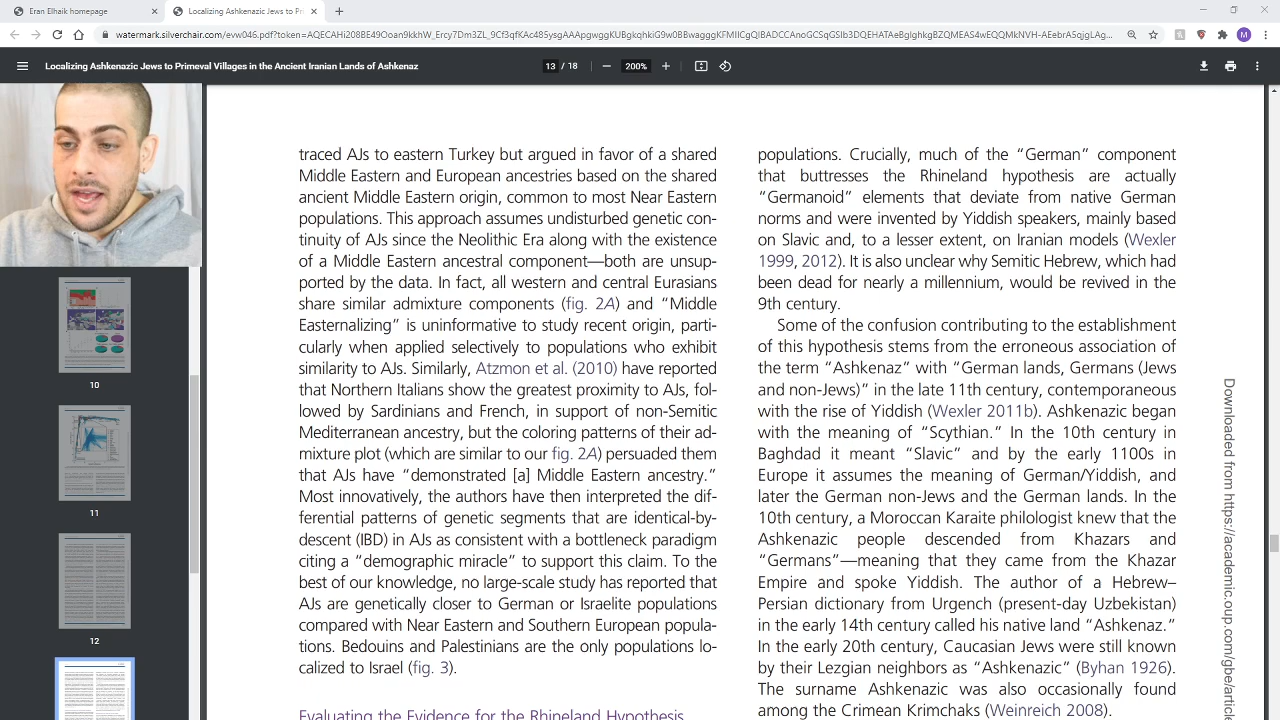 Eran Elhaik homepage
Localizing Ashkenazic Jews to Pri
watermark.silverchair.com/evw046.pdf?token=
Localizing Ashkenazic Jews to Primeval Villages in the Ancient Iranian Lands of Ashkenaz
13 / 18
200%
M
10
11
12
traced AJs to eastern Turkey but argued in favor of a shared
Middle Eastern and European ancestries based on the shared
ancient Middle Eastern origin, common to most Near Eastern
populations. This approach assumes undisturbed genetic con-
tinuity of AJs since the Neolithic Era along with the existence
of a Middle Eastern ancestral component—both are unsup-
ported by the data. In fact, all western and central Eurasians
share similar admixture components (fig. 2A) and “Middle
Easternalizing” is uninformative to study recent origin, parti-
cularly when applied selectively to populations who exhibit
similarity to AJs. Similarly, Atzmon et al. (2010) have reported
that Northern Italians show the greatest proximity to AJs, fol-
lowed by Sardinians and French in support of non-Semitic
Mediterranean ancestry, but the coloring patterns of their ad-
mixture plot (which are similar to our fig. 2A) persuaded them
that AJs have “demonstrated [a] Middle Eastern ancestry.”
Most innovatively, the authors have then interpreted the dif-
ferential patterns of genetic segments that are identical-by-
descent (IBD) in AJs as consistent with a bottleneck paradigm
citing “demographic miracle” to support this claim. To the
best of our knowledge, no large-scale study has reported that
AJs are genetically closer to Judaean or Israelite populations
compared with Near Eastern and Southern European popula-
tions. Bedouins and Palestinians are the only populations lo-
calized to Israel (fig. 3).
Hypothesis
populations. Crucially, much of the “German” component
that buttresses the Rhineland hypothesis are actually
“Germanoid” elements that deviate from native German
norms and were invented by Yiddish speakers, mainly based
on Slavic and, to a lesser extent, on Iranian models (Wexler
1999, 2012). It is also unclear why Semitic Hebrew, which had
been dead for nearly a millennium, would be revived in the
9th century.
Some of the confusion contributing to the establishment
of this hypothesis stems from the erroneous association of
the term “Ashkenaz” with “German lands, Germans (Jews
and non-Jews)” in the late 11th century, contemporaneous
with the rise of Yiddish (Wexler 2011b). Ashkenazic began
with the meaning of “Scythian.” In the 10th century in
Baghdad it meant “Slavic,” and by the early 1100s in
Europe, it assumes the meaning of German/Yiddish, and
later the German non-Jews and the German lands. In the
10th century, a Moroccan Karaite philologist knew that the
Ashkenazic people descended from Khazars and
“Germans”—meaning that they came from the Khazar
Empire and spoke Yiddish. The author of a Hebrew–
Persian dictionary from Urgenč (present-day Uzbekistan)
in the early 14th century called his native land “Ashkenaz.”
In the early 20th century, Caucasian Jews were still known
to their Iranian neighbors as “Ashkenazic” (Byhan 1926).
The name Ashkenaz was also occasionally found
the German Krimchaks (Weinreich 2008)
Downloaded from https://academic.oup.com/gbe/article